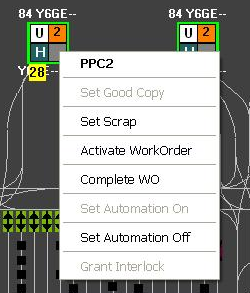 84 Y6GE-- 84 Y6GE--
U 2 U 2
H H
28
PPC2
Set Good Copy
Set Scrap
Activate WorkOrder
Complete WO
Set Automation On
Set Automation Off
Grant Interlock